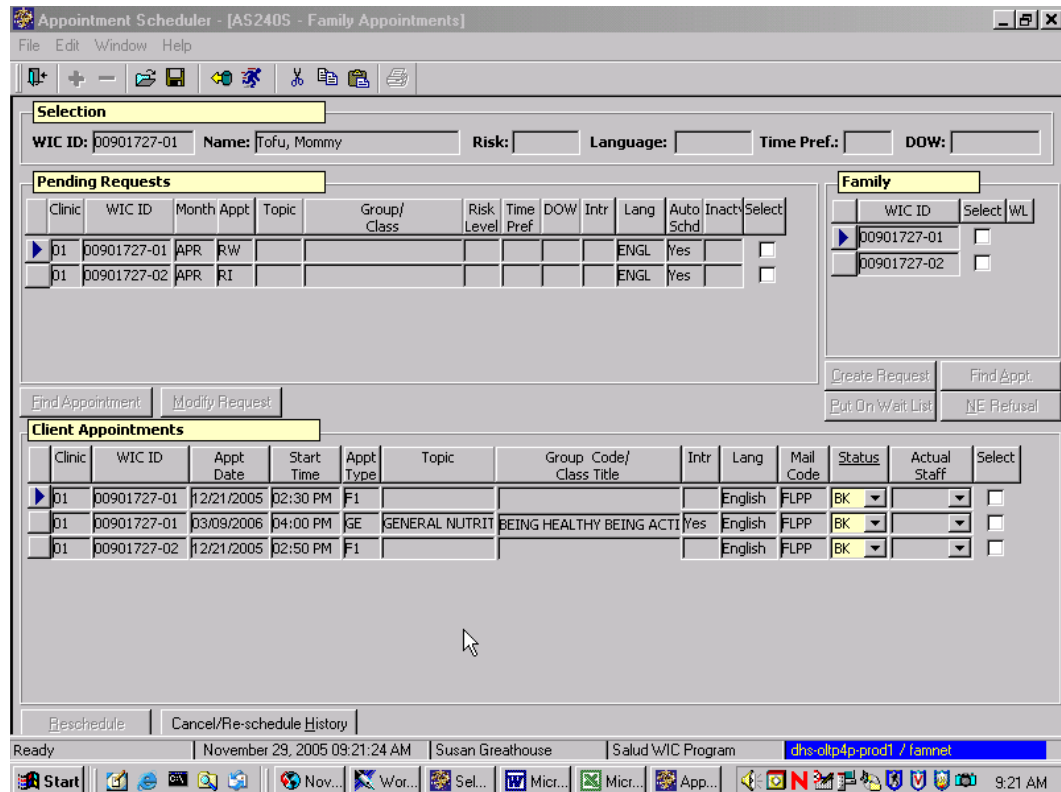 Appointment Scheduler - [AS240S - Family Appointments]
File Edit Window Help
Selection
WIC ID: 00901727-01 Name: Tofu, Mommy Risk: Language: Time Pref.: DOW:
Pending Requests
Clinic WIC ID Month Appt Topic Group/ Class Risk Level Time Pref DOW Intr Lang Auto Schd Inactv Select
01 00901727-01 APR RW ENGL Yes
01 00901727-02 APR RI ENGL Yes
Family
WIC ID Select WL
00901727-01
00901727-02
Create Request Find Appt.
Find Appointment Modify Request Put On Wait List NE Refusal
Client Appointments
Clinic WIC ID Appt Date Start Time Appt Type Topic Group Code/ Class Title Intr Lang Mail Code Status Actual Staff Select
01 00901727-01 12/21/2005 02:30 PM F1 English FLPP BK
01 00901727-01 03/09/2006 04:00 PM GE GENERAL NUTRIT BEING HEALTHY BEING ACTI Yes English FLPP BK
01 00901727-02 12/21/2005 02:50 PM F1 English FLPP BK
Reschedule Cancel/Re-schedule History
Ready November 29, 2005 09:21:24 AM Susan Greathouse Salud WIC Program dhs-oltp4p-prod1 / famnet
Start Nov... Wor... Sel... Micr... Micr... App... 9:21 AM